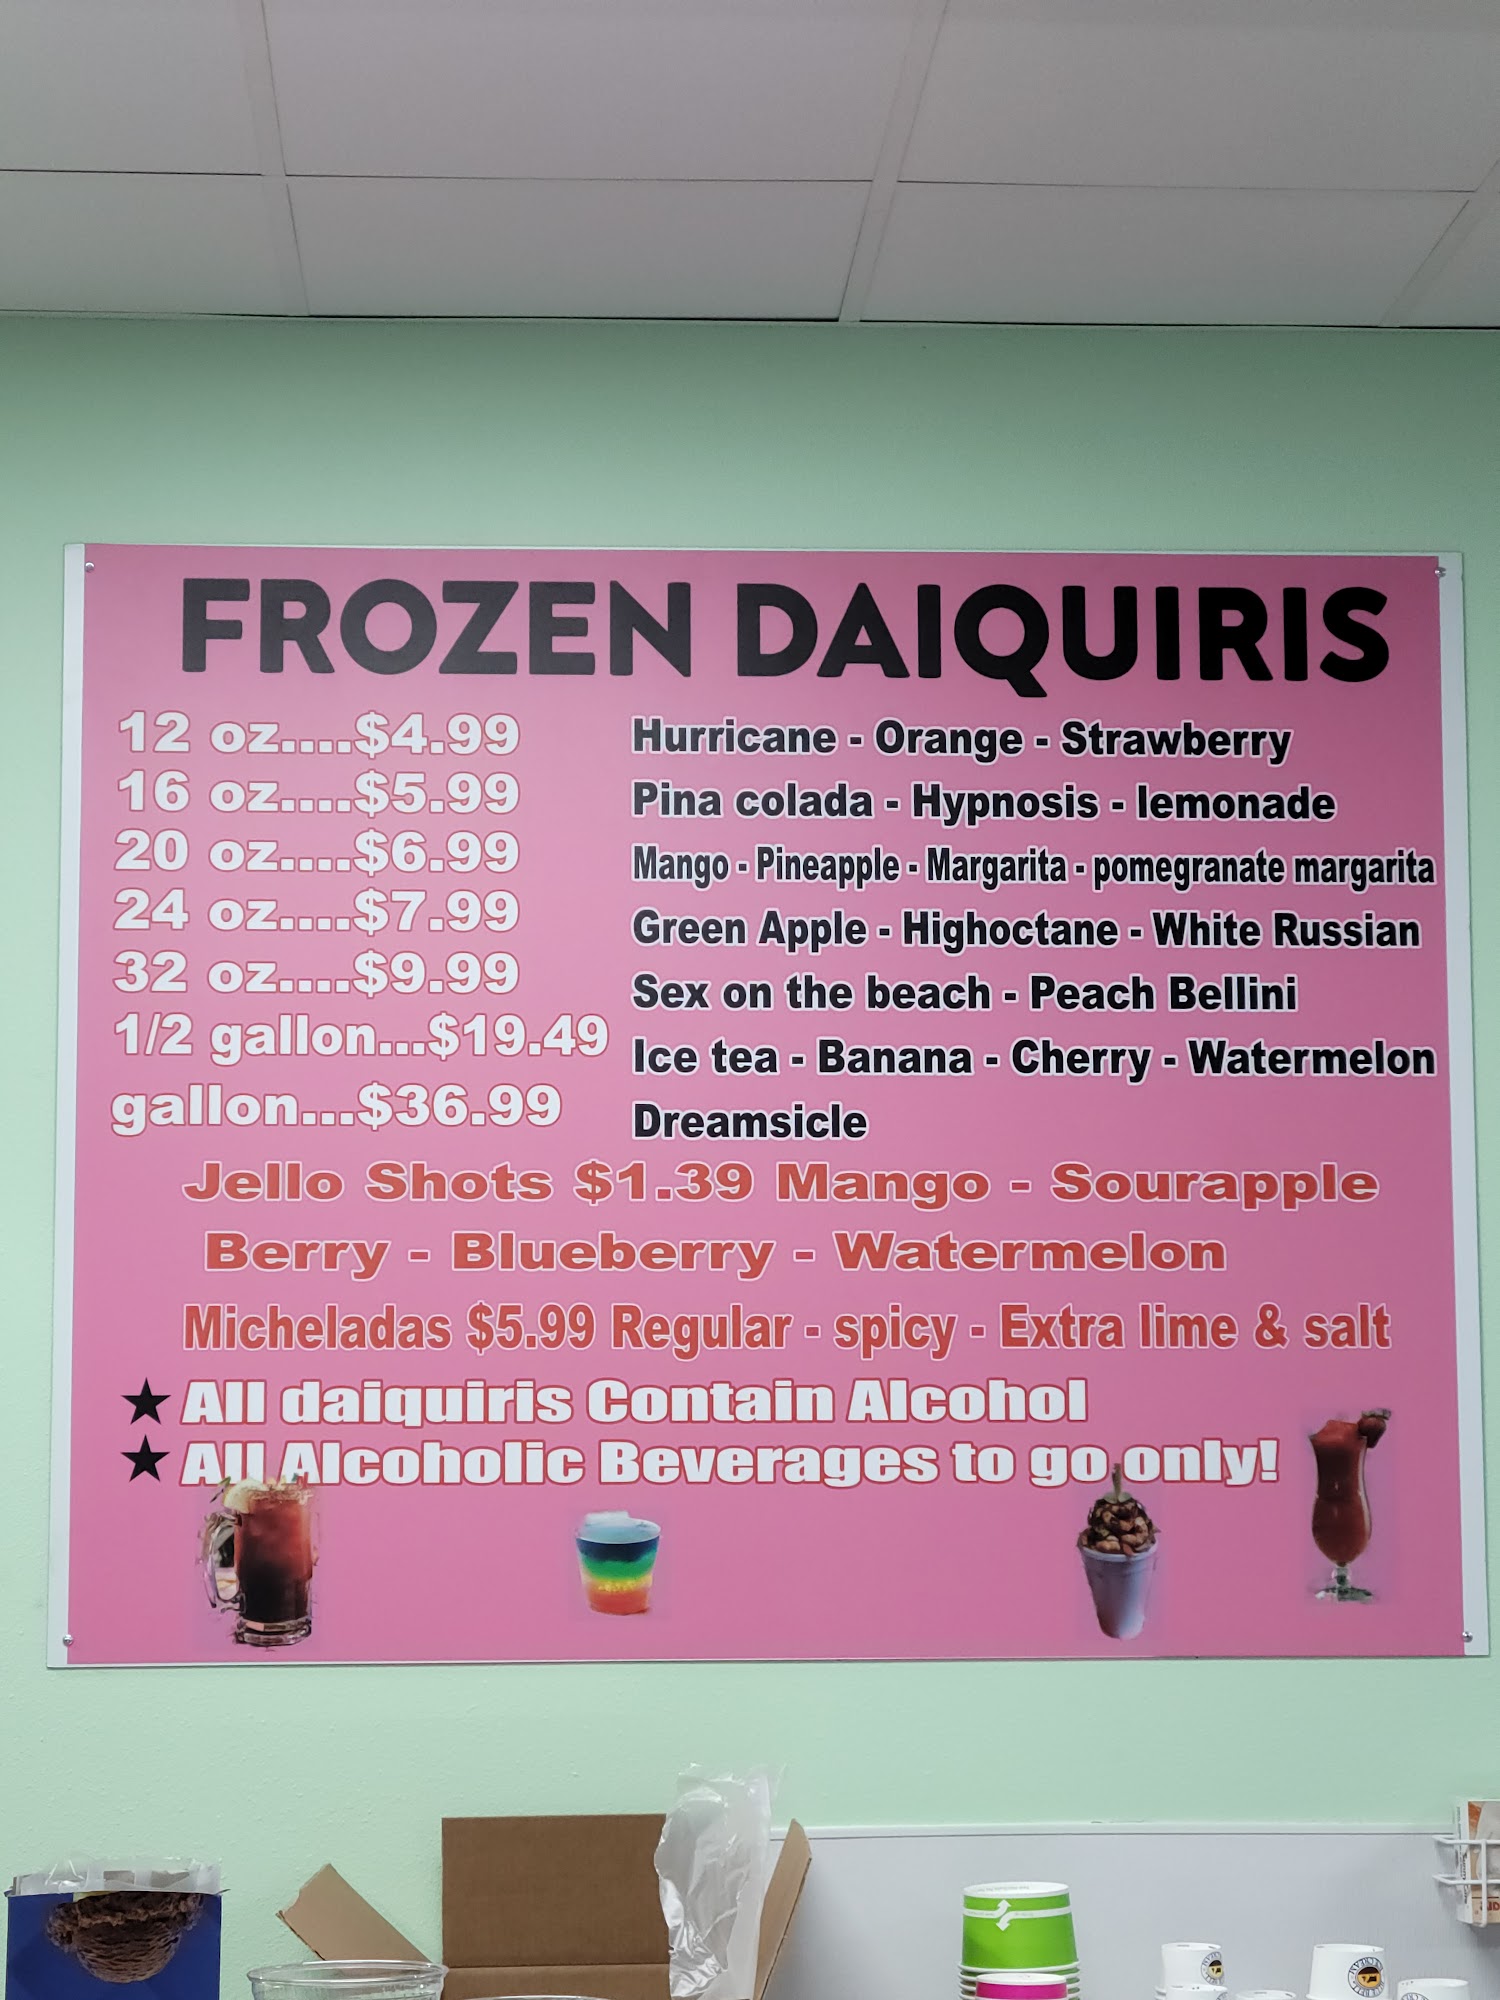 FROZEN DAIQUIRIS
12 oz....$4.99
16 oz....$5.99
20 oz....$6.99
24 oz....$7.99
32 oz....$9.99
1/2 gallon...$19.49
gallon...$36.99
Hurricane - Orange - Strawberry
Pina colada - Hypnosis - lemonade
Mango - Pineapple - Margarita - pomegranate margarita
Green Apple - Highoctane - White Russian
Sex on the beach - Peach Bellini
Ice tea - Banana - Cherry - Watermelon
Dreamsicle
Jello Shots $1.39 Mango - Sourapple
Berry - Blueberry - Watermelon
Micheladas $5.99 Regular - spicy - Extra lime & salt
★ All daiquiris Contain Alcohol
★ All Alcoholic Beverages to go only!